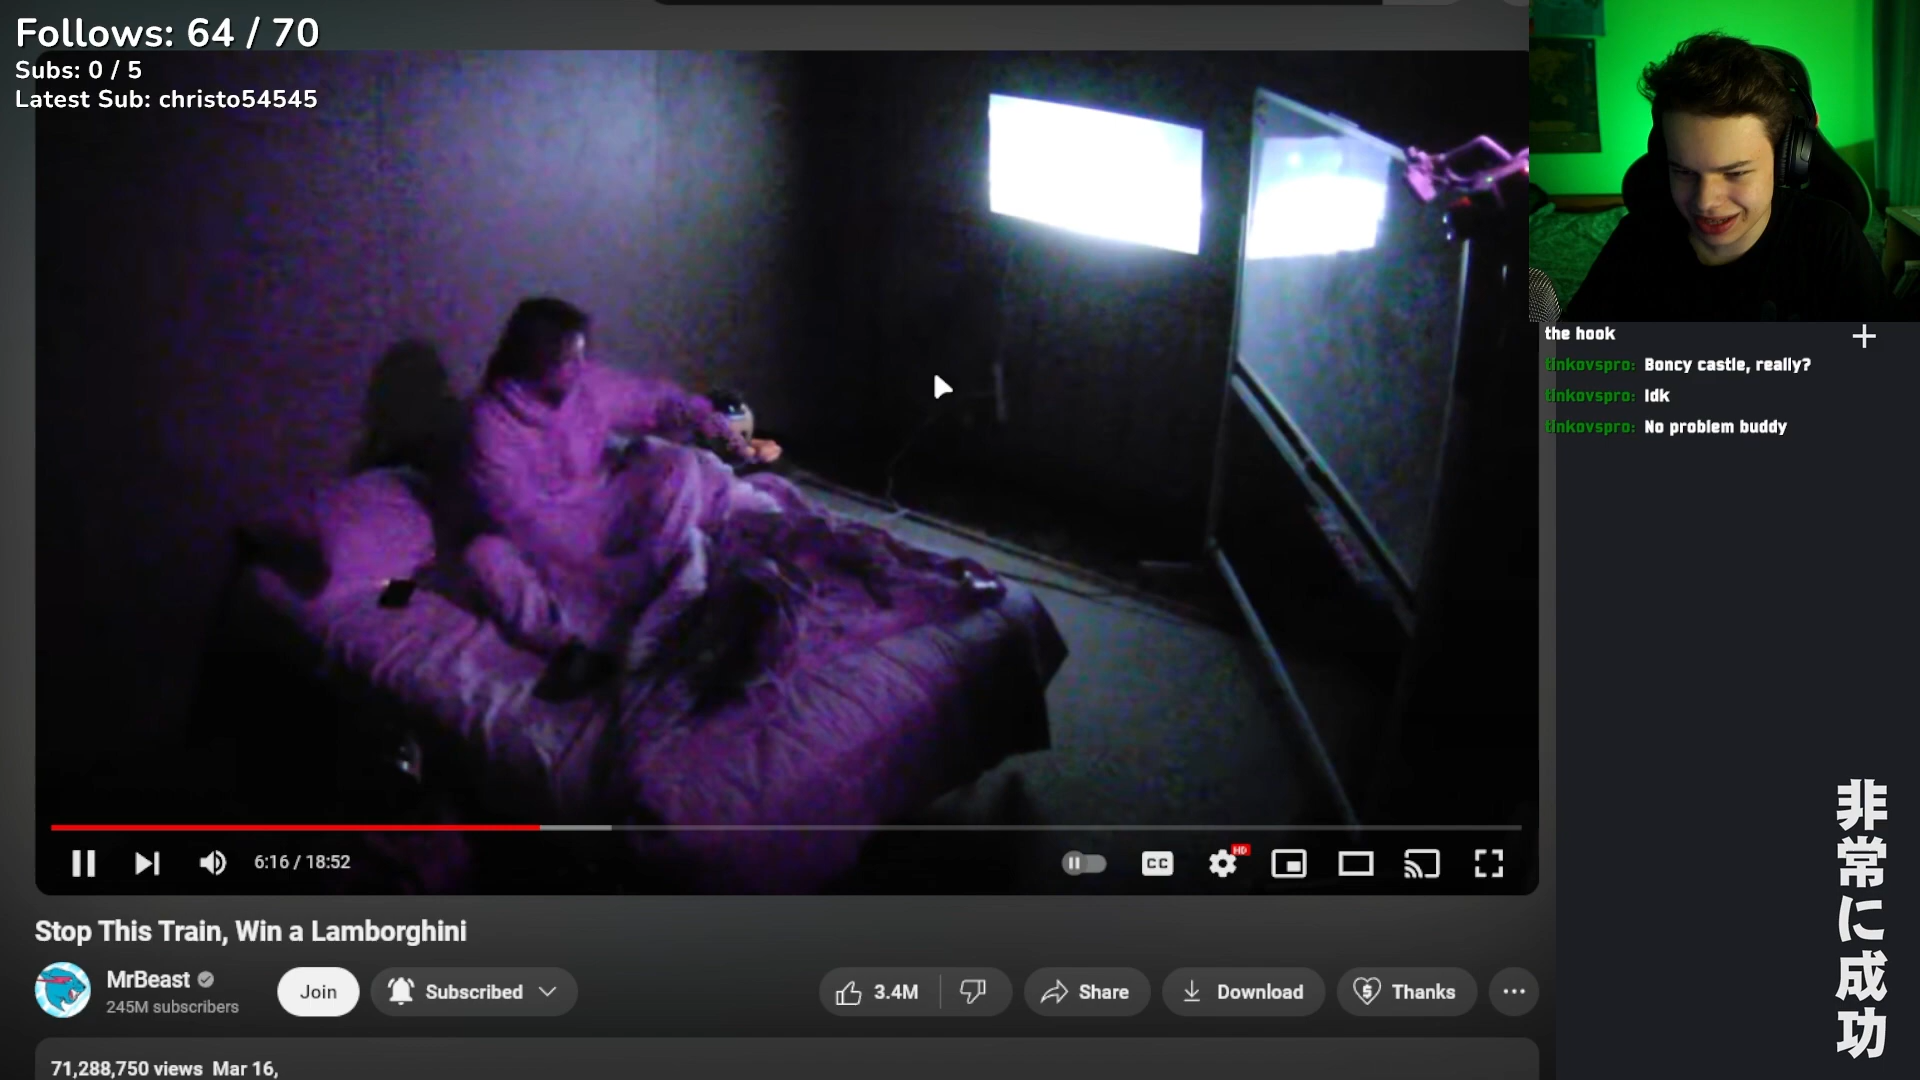 Follows: 64 / 70
Subs: 0 / 5
Latest Sub: christo54545
the hook
tinkovspro: Boncy castle, really?
tinkovspro: Idk
tinkovspro: No problem buddy
6:16 / 18:52
CC
HD
Stop This Train, Win a Lamborghini
MrBeast
245M subscribers
Join
Subscribed
3.4M
Share
Download
Thanks
71,288,750 views Mar 16,
非常に成功